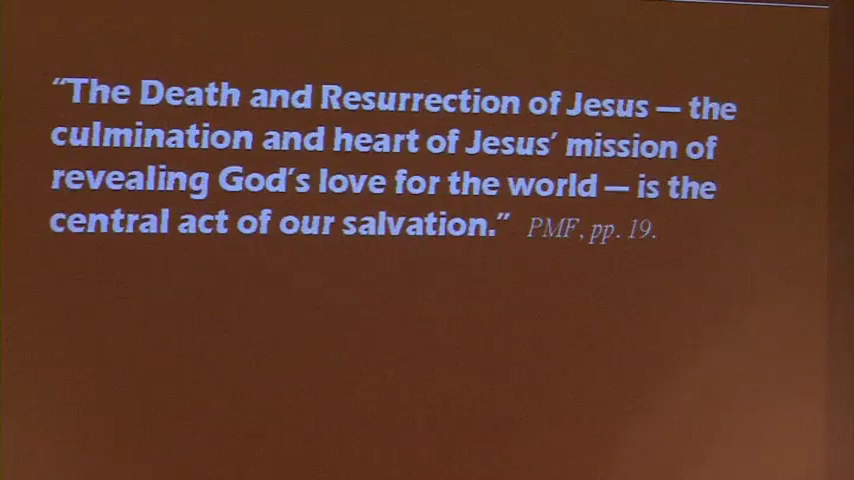 “The Death and Resurrection of Jesus – the
culmination and heart of Jesus’ mission of
revealing God’s love for the world – is the
central act of our salvation.” PMF, pp. 19.